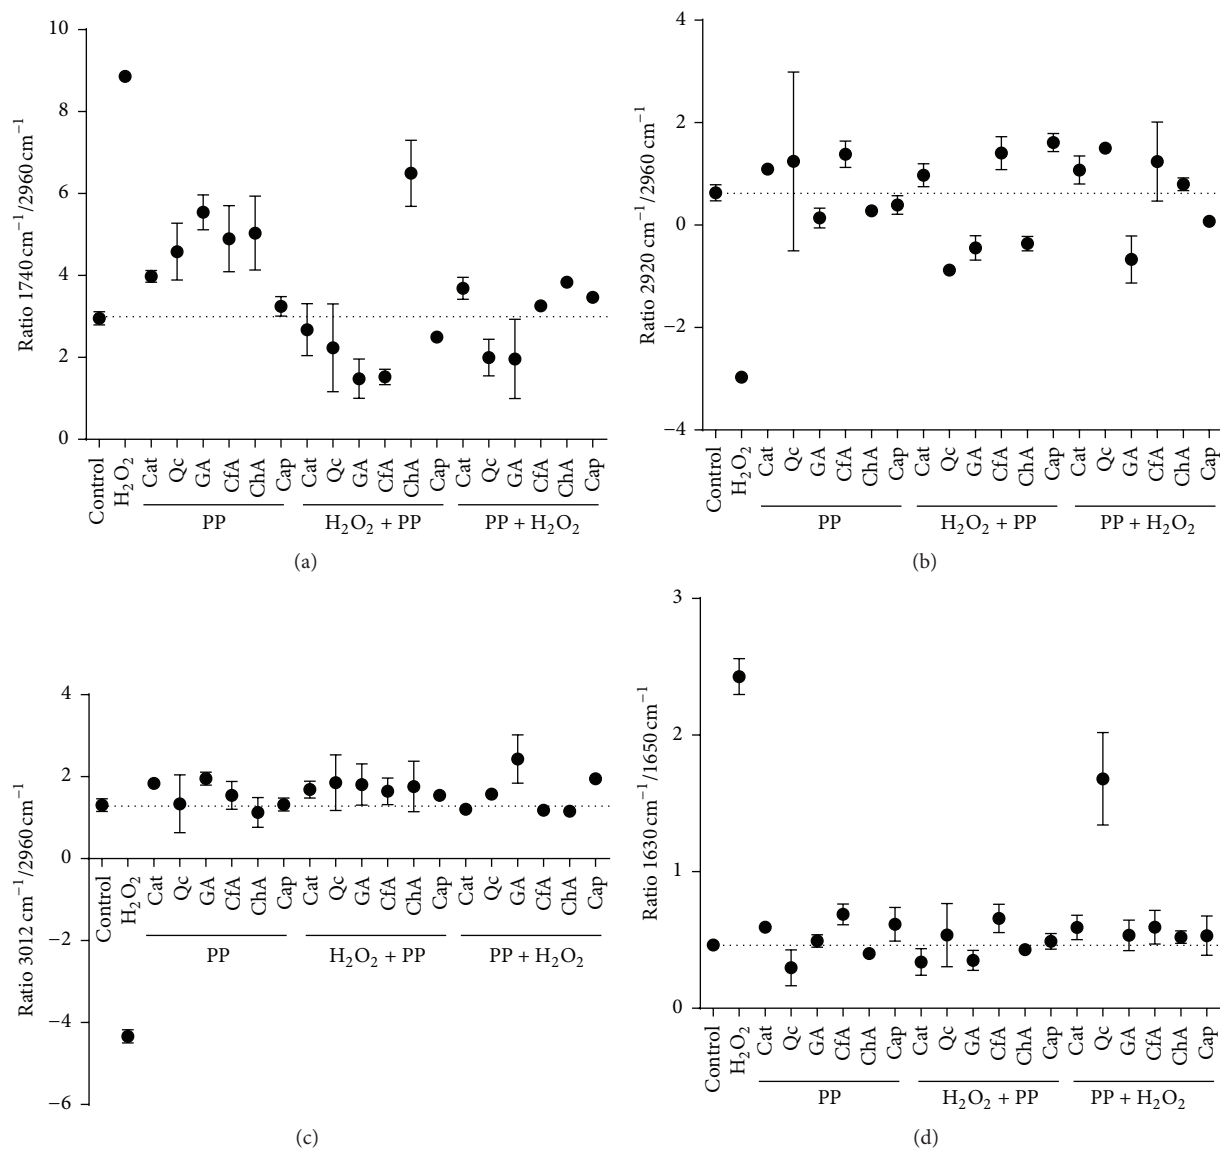 Ratio 1740 cm⁻¹/2960 cm⁻¹
10
8
6
4
2
0
Control
H₂O₂
Cat
Qc
GA
CfA
ChA
Cap
Cat
Qc
GA
CfA
ChA
Cap
Cat
Qc
GA
CfA
ChA
Cap
PP
H₂O₂ + PP
PP + H₂O₂
(a)
Ratio 2920 cm⁻¹/2960 cm⁻¹
4
2
0
−2
−4
Control
H₂O₂
Cat
Qc
GA
CfA
ChA
Cap
Cat
Qc
GA
CfA
ChA
Cap
Cat
Qc
GA
CfA
ChA
Cap
PP
H₂O₂ + PP
PP + H₂O₂
(b)
Ratio 3012 cm⁻¹/2960 cm⁻¹
4
2
0
−2
−4
−6
Control
H₂O₂
Cat
Qc
GA
CfA
ChA
Cap
Cat
Qc
GA
CfA
ChA
Cap
Cat
Qc
GA
CfA
ChA
Cap
PP
H₂O₂ + PP
PP + H₂O₂
(c)
Ratio 1630 cm⁻¹/1650 cm⁻¹
3
2
1
0
Control
H₂O₂
Cat
Qc
GA
CfA
ChA
Cap
Cat
Qc
GA
CfA
ChA
Cap
Cat
Qc
GA
CfA
ChA
Cap
PP
H₂O₂ + PP
PP + H₂O₂
(d)